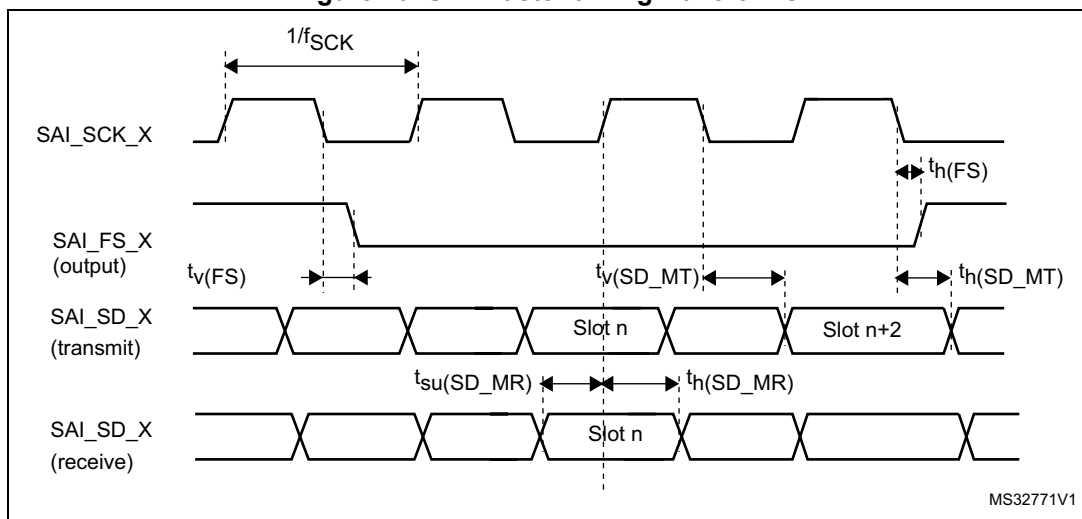 1/fSCK
SAI_SCK_X
th(FS)
SAI_FS_X
(output)
tv(FS)
tv(SD_MT)
th(SD_MT)
SAI_SD_X
(transmit)
Slot n
Slot n+2
tsu(SD_MR)
th(SD_MR)
SAI_SD_X
(receive)
Slot n
MS32771V1